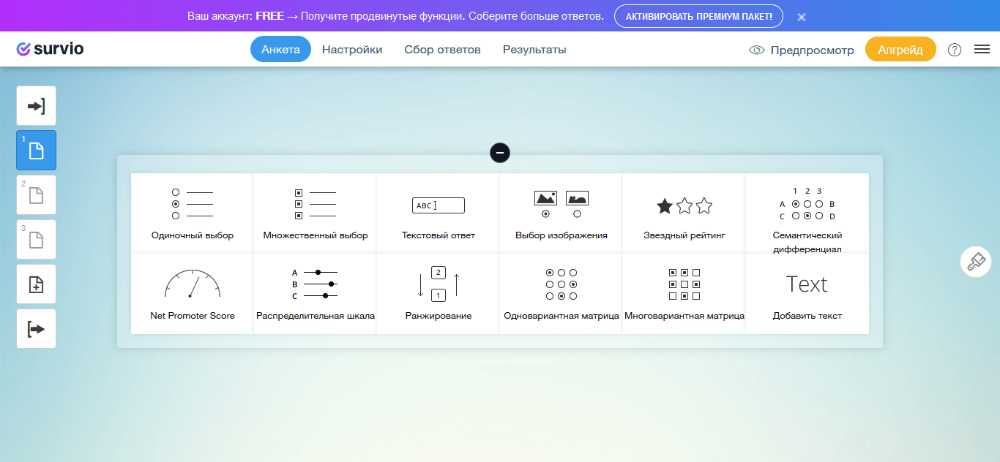 Ваш аккаунт: FREE → Получите продвинутые функции. Соберите больше ответов. АКТИВИРОВАТЬ ПРЕМИУМ ПАКЕТ!
survio Анкета Настройки Сбор ответов Результаты Предпросмотр Апгрейд ?
1
2
3
ABC
1 2 3
A B
C D
Одиночный выбор Множественный выбор Текстовый ответ Выбор изображения Звездный рейтинг Семантический
дифференциал
A
B
C
2
1
Text
Net Promoter Score Распределительная шкала Ранжирование Одновариантная матрица Многовариантная матрица Добавить текст